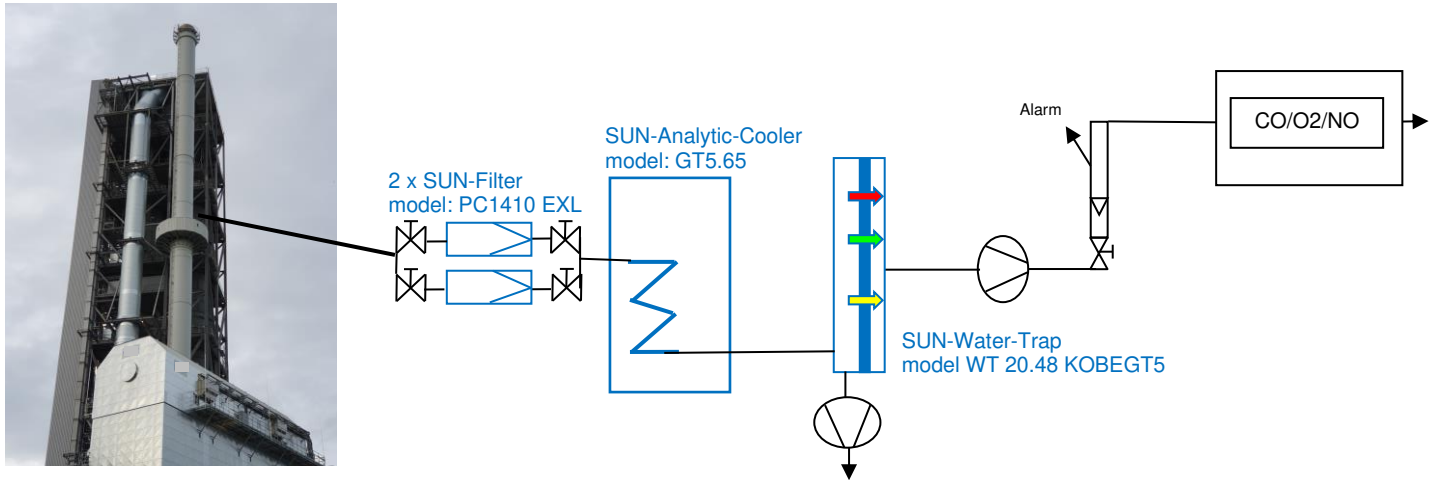 2 x SUN-Filter
model: PC1410 EXL
SUN-Analytic-Cooler
model: GT5.65
SUN-Water-Trap
model WT 20.48 KOBEGT5
Alarm
CO/O2/NO